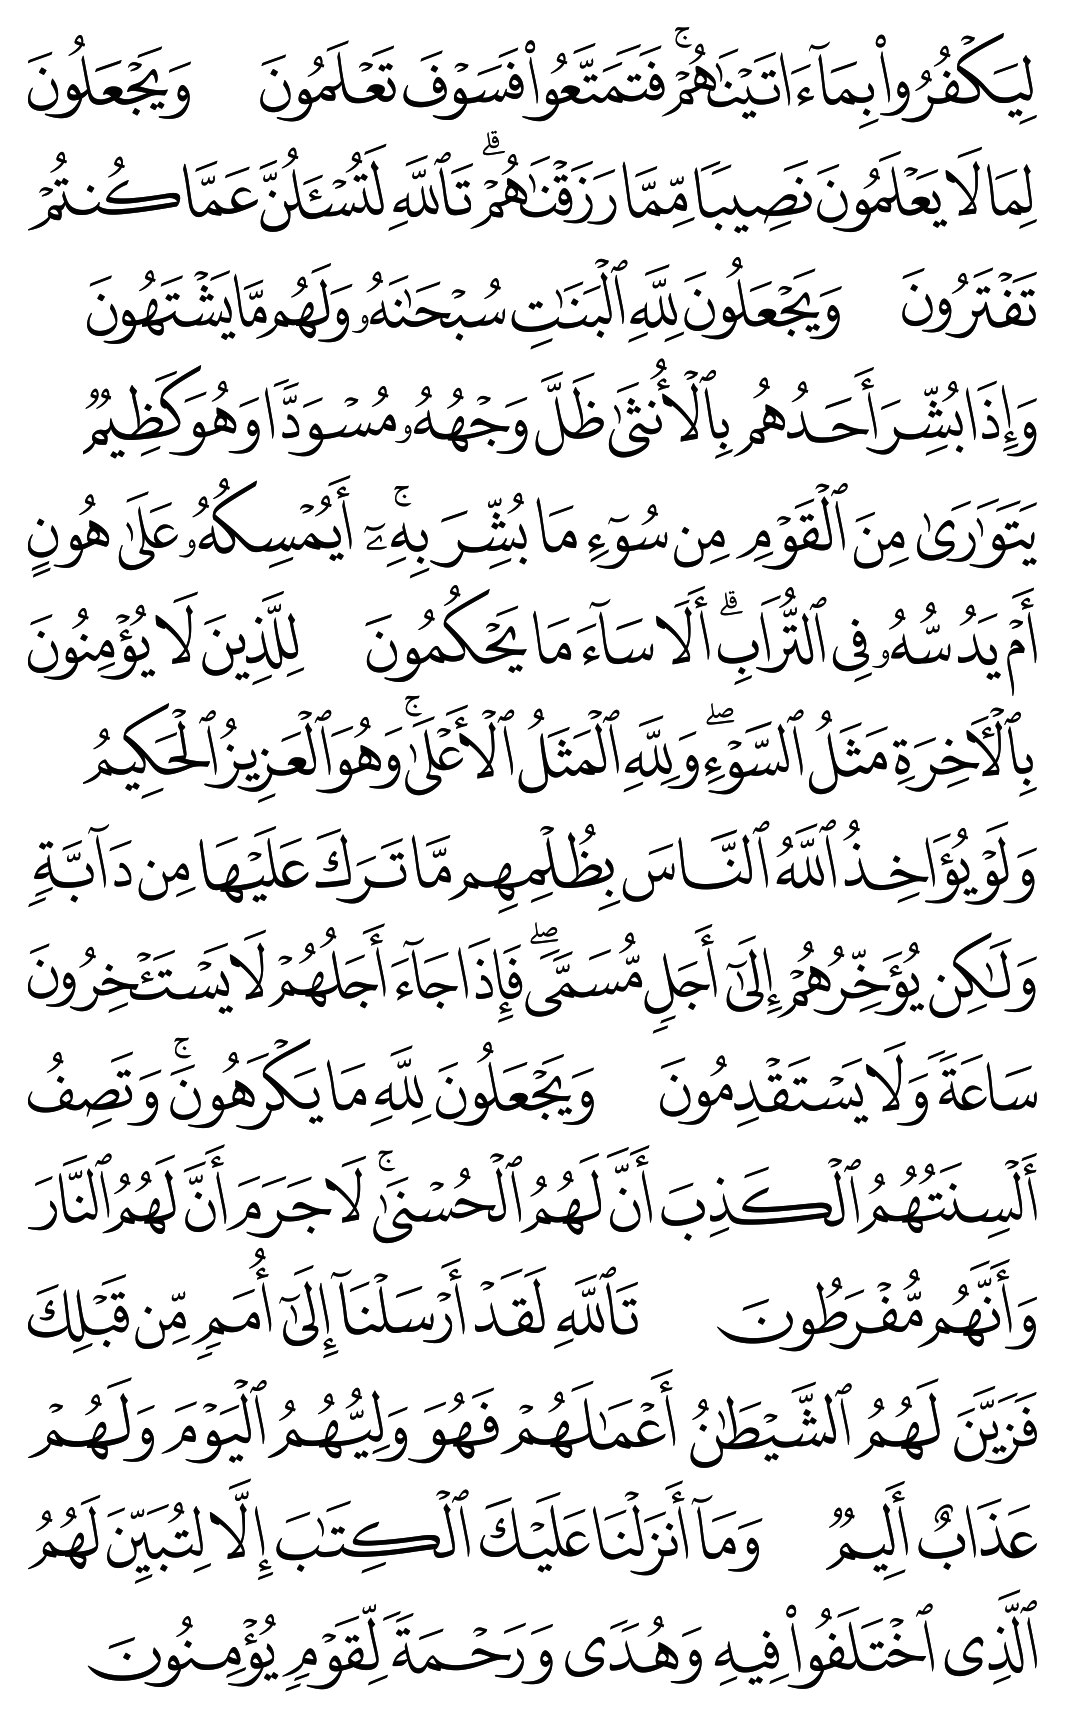 لِيَكْفُرُوا۟ بِمَآ ءَاتَيْنَٰهُمْ ۚ فَتَمَتَّعُوا۟ فَسَوْفَ تَعْلَمُونَ وَيَجْعَلُونَ
لِمَا لَا يَعْلَمُونَ نَصِيبًا مِّمَّا رَزَقْنَٰهُمْ ۗ تَٱللَّهِ لَتُسْـَٔلُنَّ عَمَّا كُنتُمْ
تَفْتَرُونَ وَيَجْعَلُونَ لِلَّهِ ٱلْبَنَٰتِ سُبْحَٰنَهُۥ وَلَهُم مَّا يَشْتَهُونَ
وَإِذَا بُشِّرَ أَحَدُهُم بِٱلْأُنثَىٰ ظَلَّ وَجْهُهُۥ مُسْوَدًّا وَهُوَ كَظِيمٌ
يَتَوَٰرَىٰ مِنَ ٱلْقَوْمِ مِن سُوٓءِ مَا بُشِّرَ بِهِۦٓ ۚ أَيُمْسِكُهُۥ عَلَىٰ هُونٍ
أَمْ يَدُسُّهُۥ فِى ٱلتُّرَابِ ۗ أَلَا سَآءَ مَا يَحْكُمُونَ لِلَّذِينَ لَا يُؤْمِنُونَ
بِٱلْـَٔاخِرَةِ مَثَلُ ٱلسَّوْءِ ۖ وَلِلَّهِ ٱلْمَثَلُ ٱلْأَعْلَىٰ ۚ وَهُوَ ٱلْعَزِيزُ ٱلْحَكِيمُ
وَلَوْ يُؤَاخِذُ ٱللَّهُ ٱلنَّاسَ بِظُلْمِهِم مَّا تَرَكَ عَلَيْهَا مِن دَآبَّةٍ
وَلَٰكِن يُؤَخِّرُهُمْ إِلَىٰٓ أَجَلٍ مُّسَمًّى ۖ فَإِذَا جَآءَ أَجَلُهُمْ لَا يَسْتَـْٔخِرُونَ
سَاعَةً وَلَا يَسْتَقْدِمُونَ وَيَجْعَلُونَ لِلَّهِ مَا يَكْرَهُونَ ۚ وَتَصِفُ
أَلْسِنَتُهُمُ ٱلْكَذِبَ أَنَّ لَهُمُ ٱلْحُسْنَىٰ ۚ لَا جَرَمَ أَنَّ لَهُمُ ٱلنَّارَ
وَأَنَّهُم مُّفْرَطُونَ تَٱللَّهِ لَقَدْ أَرْسَلْنَآ إِلَىٰٓ أُمَمٍ مِّن قَبْلِكَ
فَزَيَّنَ لَهُمُ ٱلشَّيْطَٰنُ أَعْمَٰلَهُمْ فَهُوَ وَلِيُّهُمُ ٱلْيَوْمَ وَلَهُمْ
عَذَابٌ أَلِيمٌ وَمَآ أَنزَلْنَا عَلَيْكَ ٱلْكِتَٰبَ إِلَّا لِتُبَيِّنَ لَهُمُ
ٱلَّذِى ٱخْتَلَفُوا۟ فِيهِ وَهُدًى وَرَحْمَةً لِّقَوْمٍ يُؤْمِنُونَ